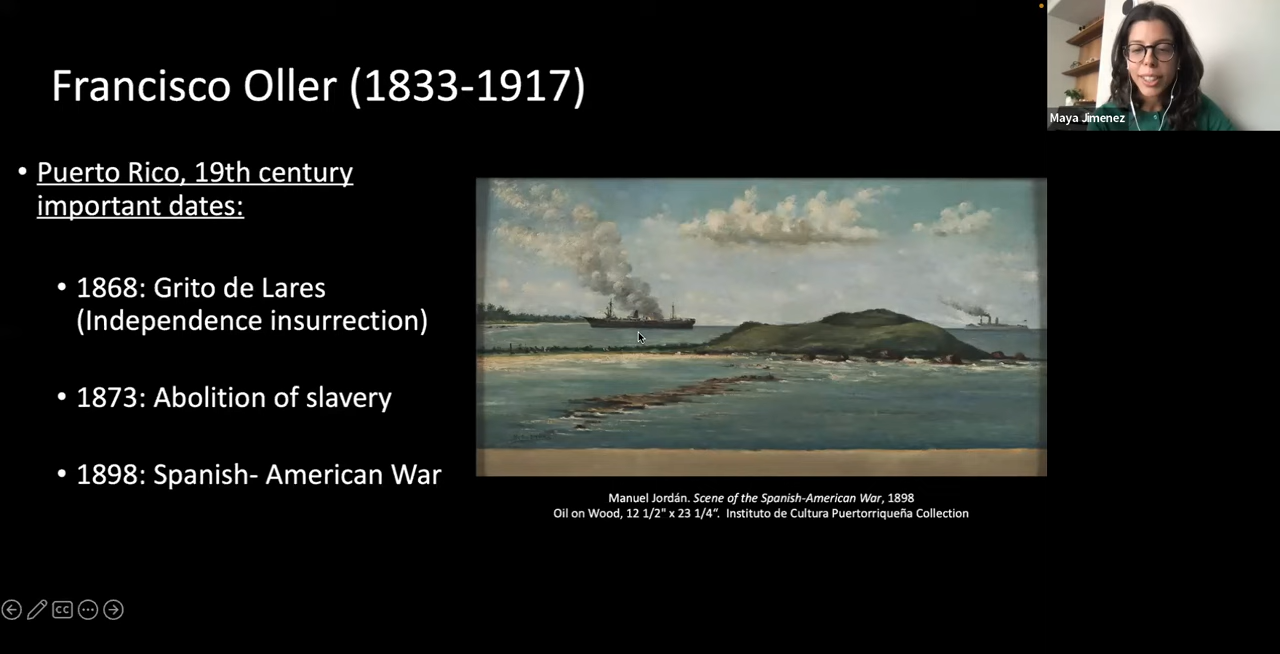 Francisco Oller (1833-1917)
Maya Jimenez
• Puerto Rico, 19th century
important dates:
• 1868: Grito de Lares
(Independence insurrection)
• 1873: Abolition of slavery
• 1898: Spanish- American War
Manuel Jordán. Scene of the Spanish-American War, 1898
Oil on Wood, 12 1/2" x 23 1/4“. Instituto de Cultura Puertorriqueña Collection
CC